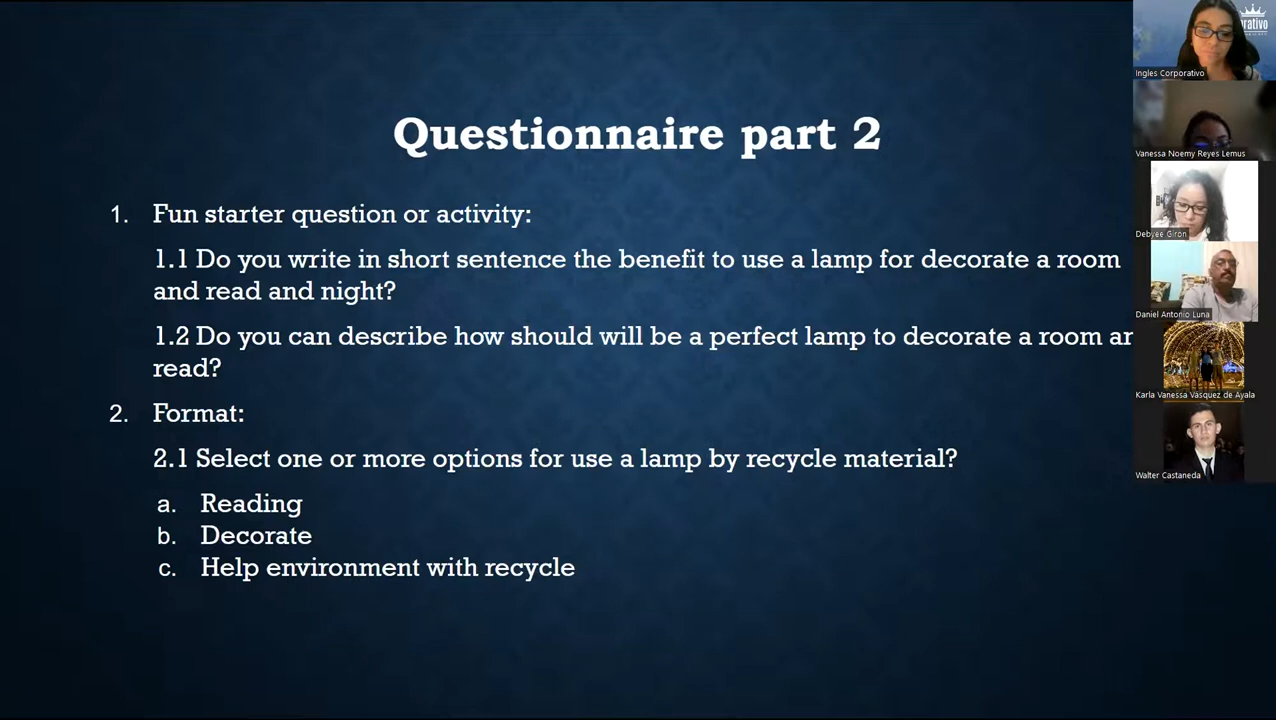 Questionnaire part 2
1. Fun starter question or activity:
1.1 Do you write in short sentence the benefit to use a lamp for decorate a room
and read and night?
1.2 Do you can describe how should will be a perfect lamp to decorate a room
read?
2. Format:
2.1 Select one or more options for use a lamp by recycle material?
a. Reading
b. Decorate
c. Help environment with recycle
Ingles Corporativo
Vanessa Noemy Reyes Lemus
Debyee Giron
Daniel Antonio Luna
Karla Vanessa Vásquez de Ayala
Walter Castaneda